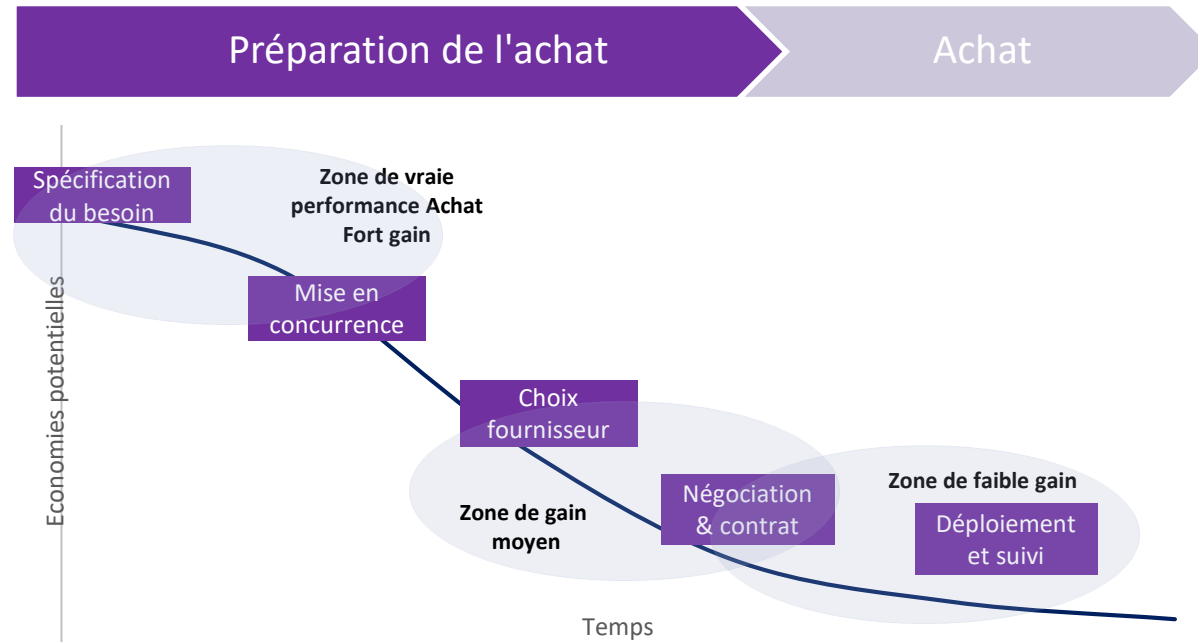 Préparation de l'achat
Achat
Spécification
du besoin
Zone de vraie
performance Achat
Fort gain
Mise en
concurrence
Economies potentielles
Choix
fournisseur
Zone de gain
moyen
Négociation
& contrat
Zone de faible gain
Déploiement
et suivi
Temps